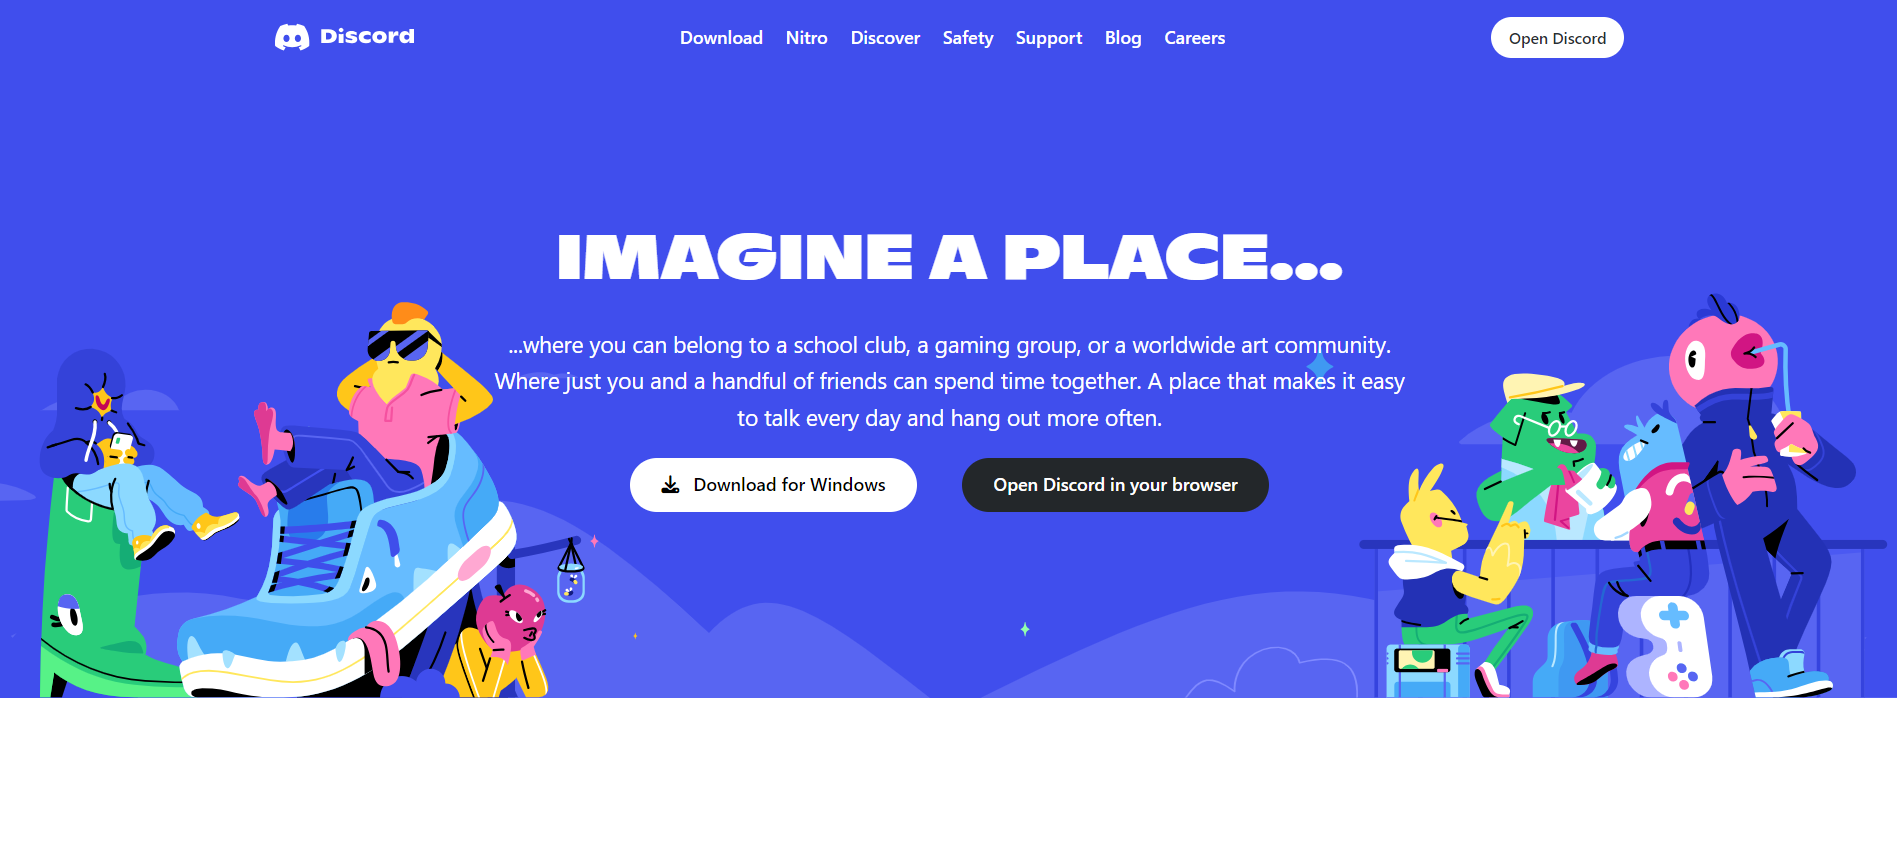 Discord
Download Nitro Discover Safety Support Blog Careers
Open Discord
IMAGINE A PLACE...
...where you can belong to a school club, a gaming group, or a worldwide art community.
Where just you and a handful of friends can spend time together. A place that makes it easy
to talk every day and hang out more often.
Download for Windows
Open Discord in your browser